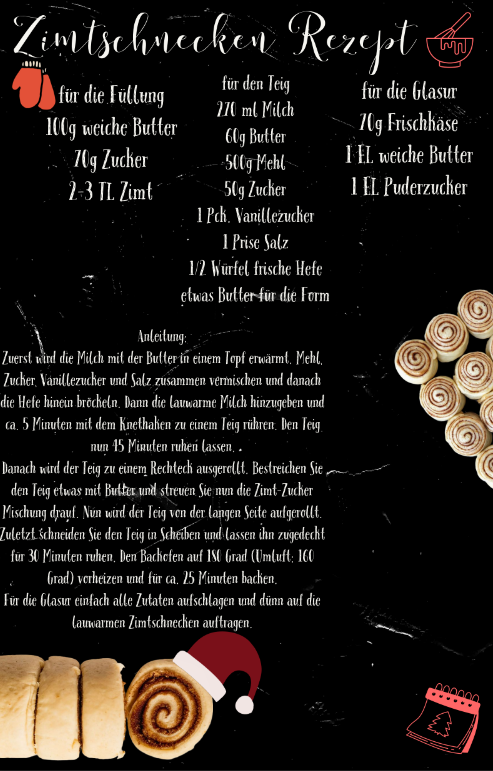 Zimtschnecken Rezept
für die Füllung
100g weiche Butter
70g Zucker
2-3 TL Zimt
für den Teig
270 ml Milch
60g Butter
500g Mehl
50g Zucker
1 Pck. Vanillezucker
1 Prise Salz
1/2 Würfel frische Hefe
etwas Butter für die Form
für die Glasur
70g Frischkäse
1 EL weiche Butter
1 EL Puderzucker
Anleitung:
Zuerst wird die Milch mit der Butter in einem Topf erwärmt. Mehl,
Zucker, Vanillezucker und Salz zusammen vermischen und danach
die Hefe hinein bröcheln. Dann die lauwarme Milch hinzugeben und
ca. 5 Minuten mit dem Knethaken zu einem Teig rühren. Den Teig
nun 45 Minuten ruhen lassen.
Danach wird der Teig zu einem Rechteck ausgerollt. Bestreichen Sie
den Teig etwas mit Butter und streuen Sie nun die Zimt-Zucker
Mischung drauf. Nun wird der Teig von der langen Seite aufgerollt.
Zuletzt schneiden Sie den Teig in Scheiben und lassen ihn zugedeckt
für 30 Minuten ruhen. Den Backofen auf 180 Grad (Umluft: 160
Grad) vorheizen und für ca. 25 Minuten backen.
Für die Glasur einfach alle Zutaten aufschlagen und dünn auf die
lauwarmen Zimtschnecken auftragen.